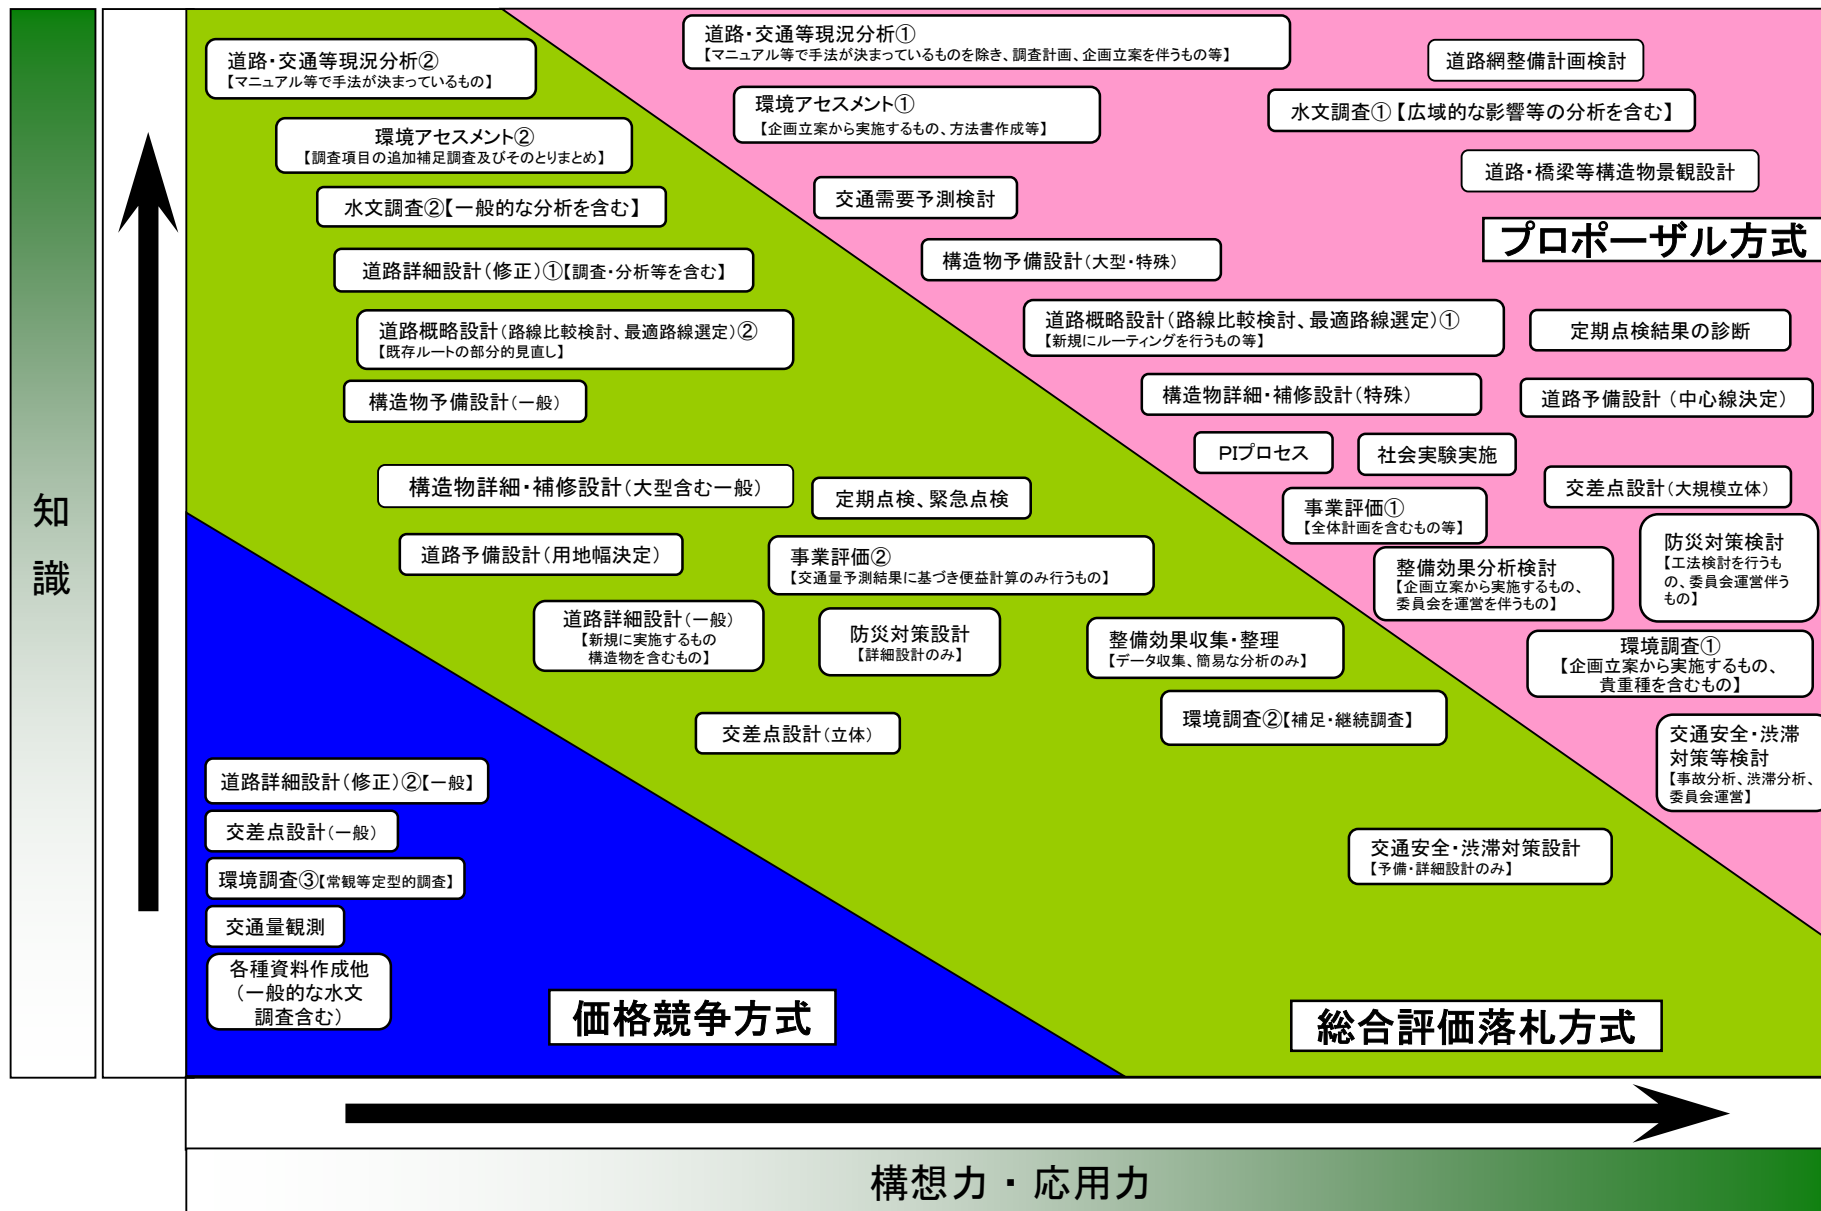 道路・交通等現況分析①
【マニュアル等で手法が決まっているものを除き、調査計画、企画立案を伴うもの等】
道路・交通等現況分析②
【マニュアル等で手法が決まっているもの】
道路網整備計画検討
環境アセスメント①
【企画立案から実施するもの、方法書作成等】
水文調査①【広域的な影響等の分析を含む】
環境アセスメント②
【調査項目の追加補足調査及びそのとりまとめ】
道路・橋梁等構造物景観設計
交通需要予測検討
水文調査②【一般的な分析を含む】
プロポーザル方式
構造物予備設計(大型・特殊)
道路詳細設計(修正)①【調査・分析等を含む】
道路概略設計(路線比較検討、最適路線選定)①
【新規にルーティングを行うもの等】
定期点検結果の診断
道路概略設計(路線比較検討、最適路線選定)②
【既存ルートの部分的見直し】
構造物詳細・補修設計(特殊)
道路予備設計(中心線決定)
構造物予備設計(一般)
PIプロセス
社会実験実施
構造物詳細・補修設計(大型含む一般)
定期点検、緊急点検
交差点設計(大規模立体)
事業評価①
【全体計画を含むもの等】
知
識
道路予備設計(用地幅決定)
事業評価②
【交通量予測結果に基づき便益計算のみ行うもの】
整備効果分析検討
【企画立案から実施するもの、
委員会を運営を伴うもの】
防災対策検討
【工法検討を行うも
の、委員会運営伴う
もの】
道路詳細設計(一般)
【新規に実施するもの
構造物を含むもの】
防災対策設計
【詳細設計のみ】
整備効果収集・整理
【データ収集、簡易な分析のみ】
環境調査①
【企画立案から実施するもの、
貴重種を含むもの】
環境調査②【補足・継続調査】
交差点設計(立体)
交通安全・渋滞
対策等検討
【事故分析、渋滞分析、
委員会運営】
道路詳細設計(修正)②【一般】
交差点設計(一般)
交通安全・渋滞対策設計
【予備・詳細設計のみ】
環境調査③【常観等定型的調査】
交通量観測
各種資料作成他
(一般的な水文
調査含む)
価格競争方式
総合評価落札方式
構想力・応用力